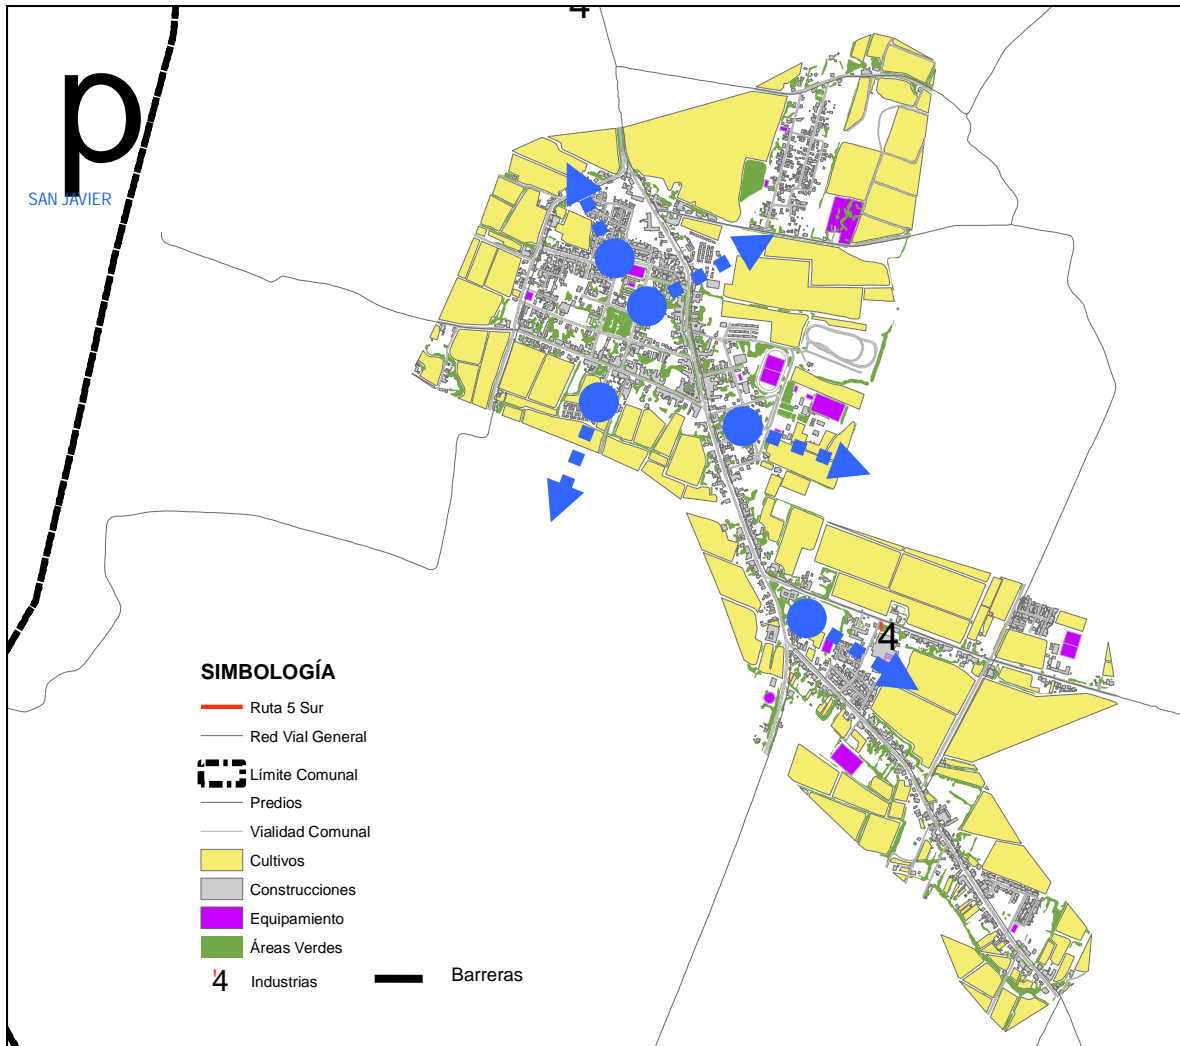 4
p
SAN JAVIER
4
SIMBOLOGÍA
Ruta 5 Sur
Red Vial General
Límite Comunal
Predios
Vialidad Comunal
Cultivos
Construcciones
Equipamiento
Áreas Verdes
4 Industrias
Barreras